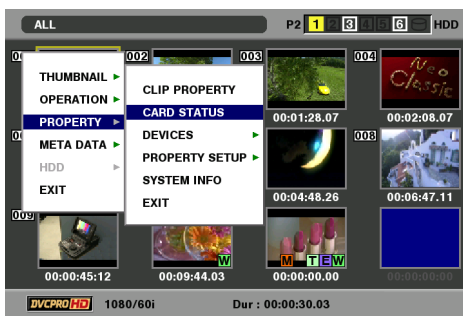 ALL P2 1 2 3 4 5 6 HDD
002 003 004
THUMBNAIL
OPERATION
PROPERTY
META DATA
HDD
EXIT
CLIP PROPERTY
CARD STATUS
DEVICES
PROPERTY SETUP
SYSTEM INFO
EXIT
Neo Classic
00:01:28.07 00:02:08.07
008
00:04:48.26 00:06:47.11
009
W M T E W
00:00:45:12 00:09:44.03 00:00:00.00 00:00:00:00
DVCPRO HD 1080/60i Dur : 00:00:30.03